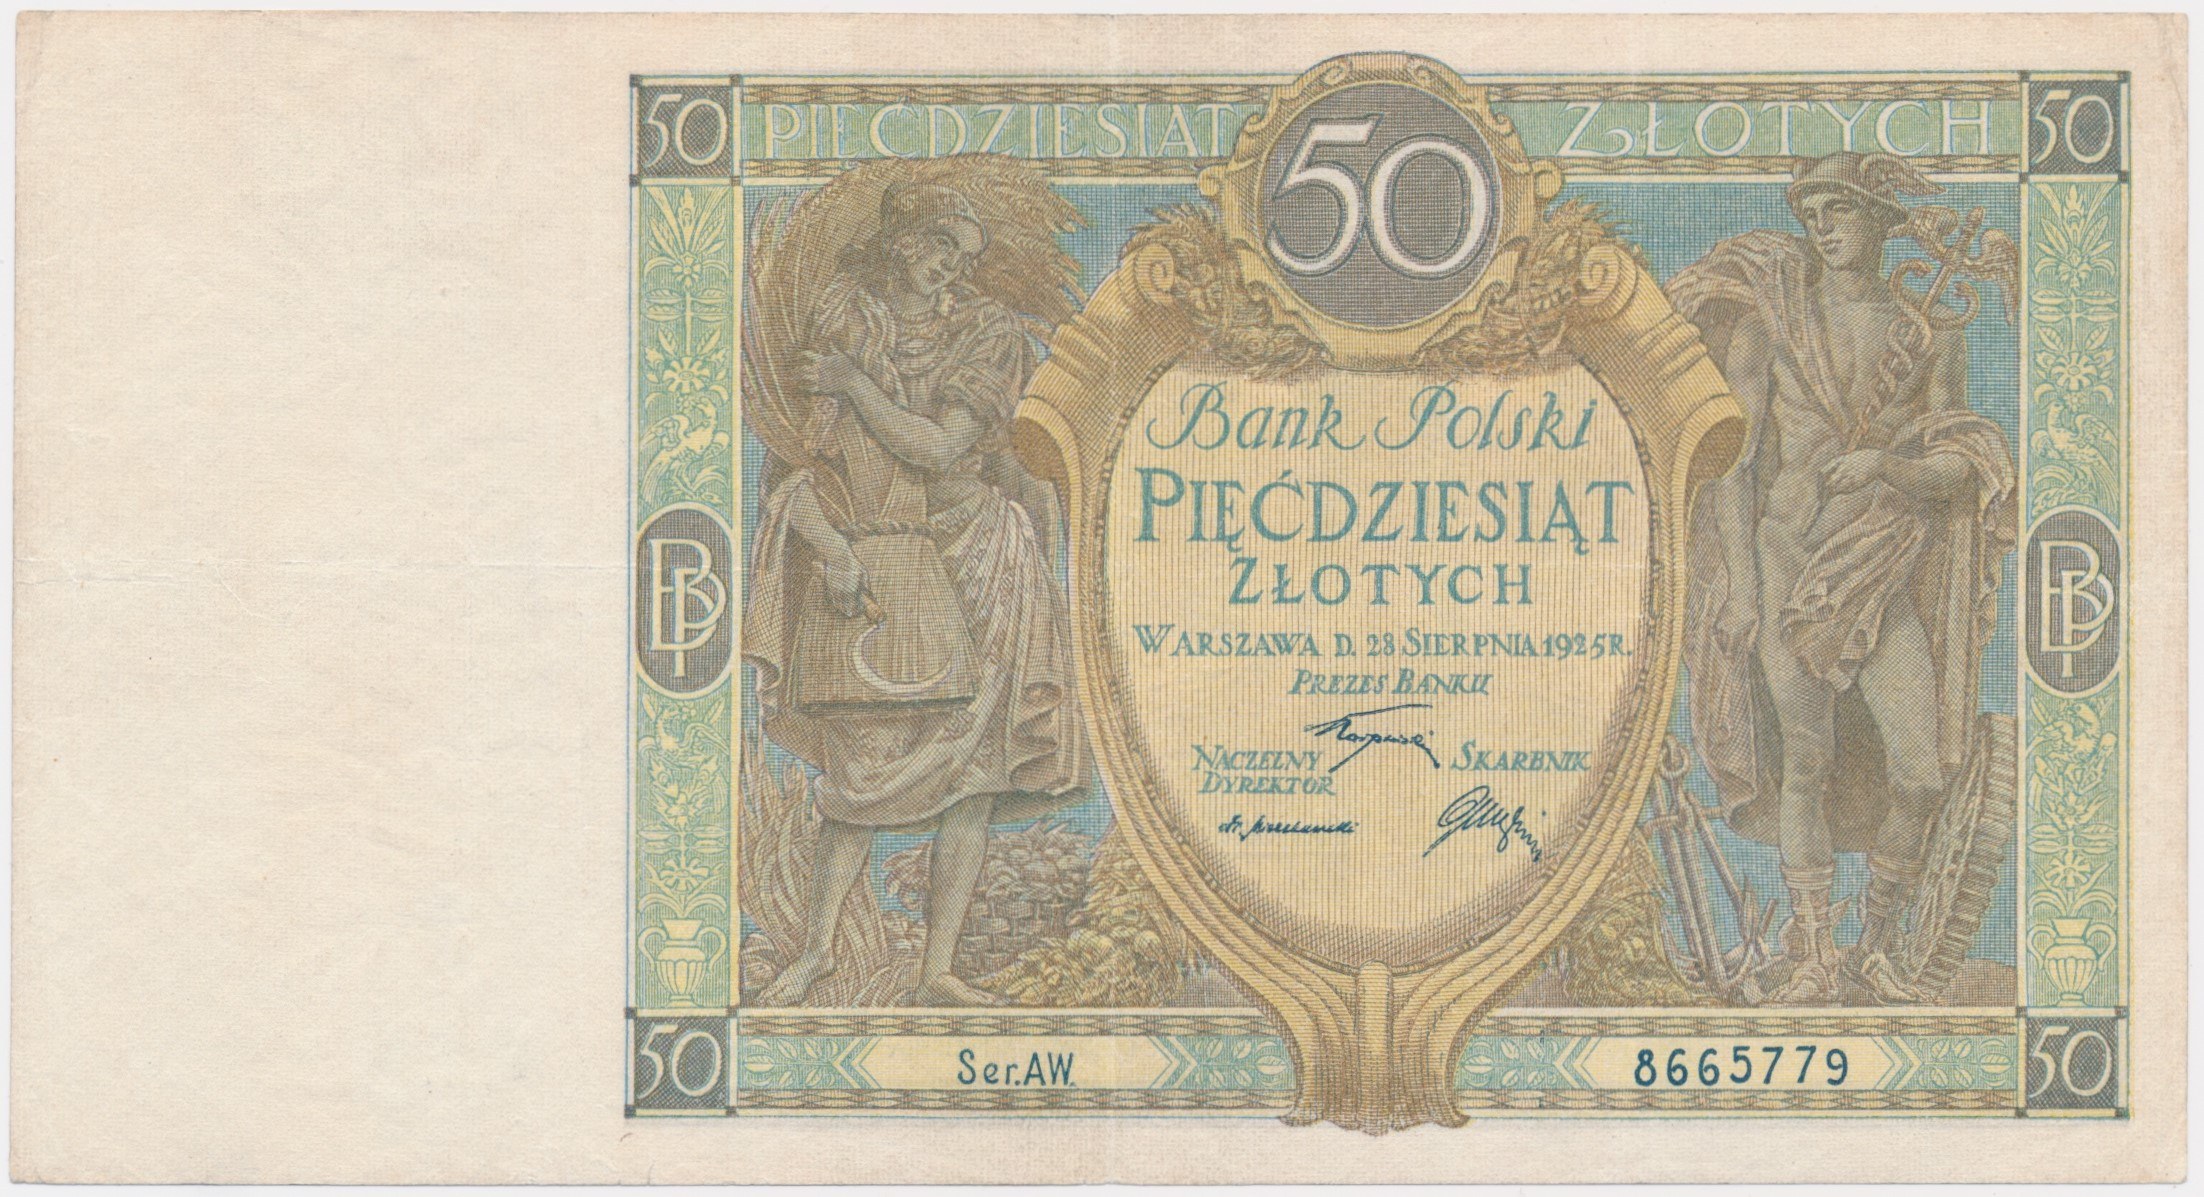 50 PIĘĆDZIESIĄT 50 ZŁOTYCH 50
Bank Polski
PIĘĆDZIESIĄT
ZŁOTYCH
WARSZAWA D. 28 SIERPNIA 1925 R.
PREZES BANKU
NACZELNY SKARBNIK
DYREKTOR
BP BP
50 Ser.AW. 8665779 50